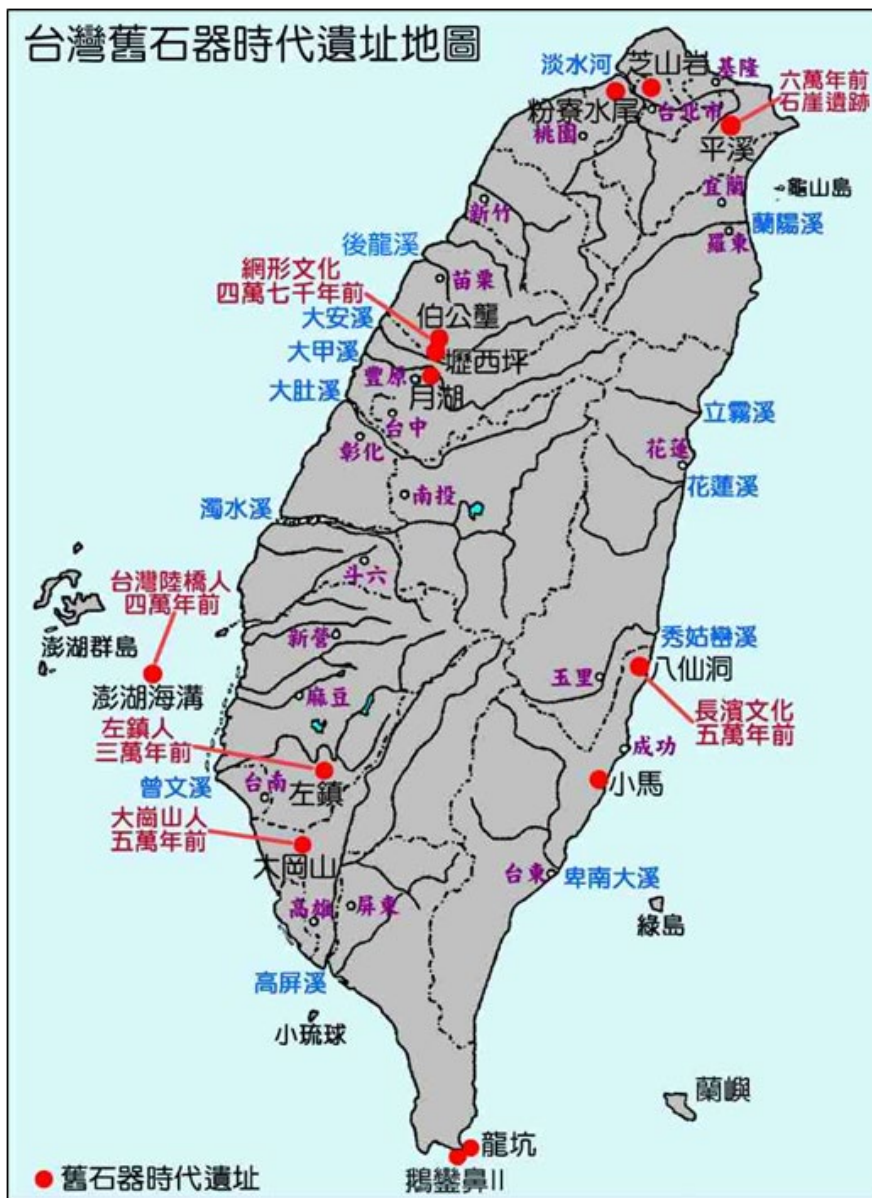 台灣舊石器時代遺址地圖
淡水河
芝山岩
基隆
六萬年前
石崖遺跡
粉寮水尾
台北市
桃園
平溪
宜蘭
龜山島
新竹
蘭陽溪
羅東
後龍溪
網形文化
四萬七千年前
苗栗
伯公壟
大安溪
大甲溪
壢西坪
豐原
月湖
大肚溪
台中
立霧溪
彰化
花蓮
南投
花蓮溪
濁水溪
斗六
台灣陸橋人
四萬年前
新營
澎湖群島
秀姑巒溪
八仙洞
玉里
澎湖海溝
麻豆
長濱文化
五萬年前
左鎮人
三萬年前
成功
曾文溪
台南
左鎮
小馬
大崗山人
五萬年前
大岡山
台東
卑南大溪
高雄
屏東
綠島
高屏溪
小琉球
蘭嶼
龍坑
鵝鑾鼻II
舊石器時代遺址